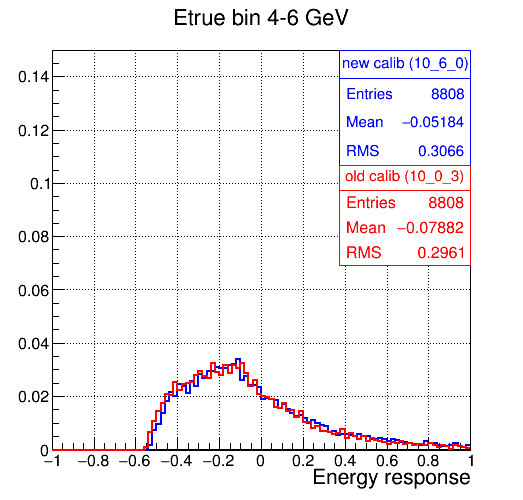 Etrue bin 4-6 GeV
new calib (10_6_0)
Entries 8808
Mean −0.05184
RMS 0.3066
old calib (10_0_3)
Entries 8808
Mean −0.07882
RMS 0.2961
0.14
0.12
0.1
0.08
0.06
0.04
0.02
0
−1 −0.8 −0.6 −0.4 −0.2 0 0.2 0.4 0.6 0.8 1
Energy response